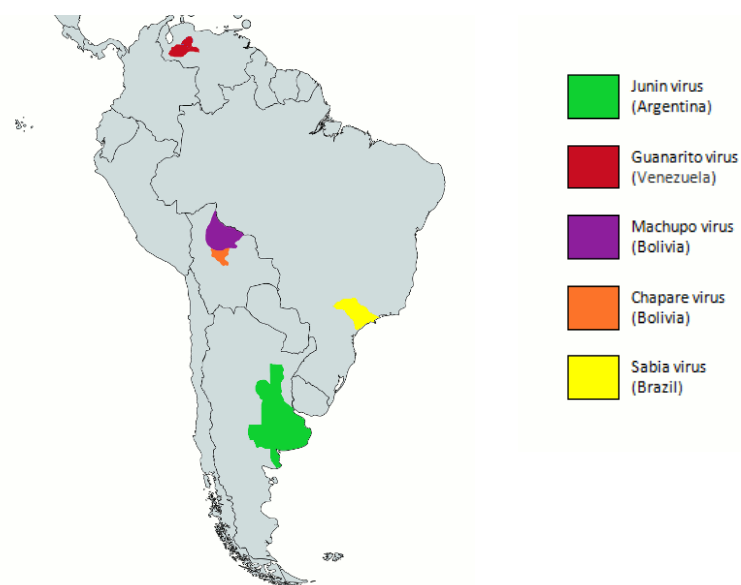 Junin virus
(Argentina)
Guanarito virus
(Venezuela)
Machupo virus
(Bolivia)
Chapare virus
(Bolivia)
Sabia virus
(Brazil)